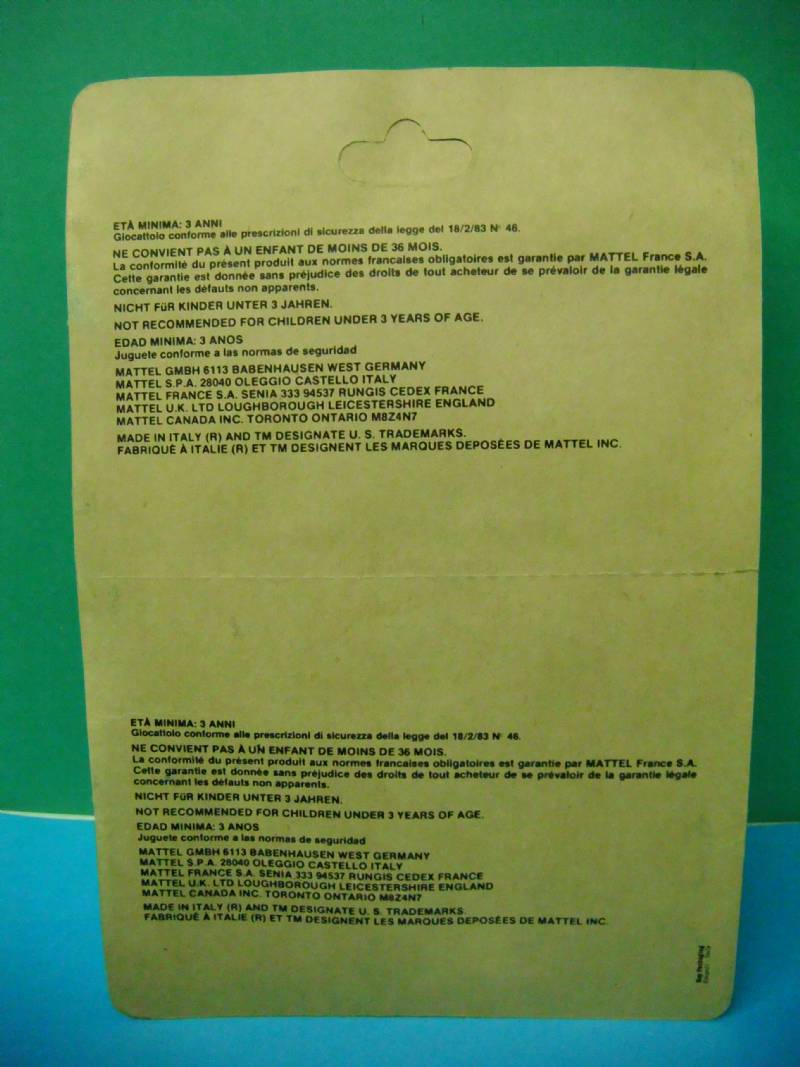 ETÀ MINIMA: 3 ANNI
Giocattolo conforme alle prescrizioni di sicurezza della legge del 18/2/83 N° 46.
NE CONVIENT PAS À UN ENFANT DE MOINS DE 36 MOIS.
La conformité du présent produit aux normes francaises obligatoires est garantie par MATTEL France S.A.
Cette garantie est donnée sans préjudice des droits de tout acheteur de se prévaloir de la garantie légale
concernant les défauts non apparents.
NICHT FüR KINDER UNTER 3 JAHREN.
NOT RECOMMENDED FOR CHILDREN UNDER 3 YEARS OF AGE.
EDAD MINIMA: 3 ANOS
Juguete conforme a las normas de seguridad
MATTEL GMBH 6113 BABENHAUSEN WEST GERMANY
MATTEL S.P.A. 28040 OLEGGIO CASTELLO ITALY
MATTEL FRANCE S.A. SENIA 333 94537 RUNGIS CEDEX FRANCE
MATTEL U.K. LTD LOUGHBOROUGH LEICESTERSHIRE ENGLAND
MATTEL CANADA INC. TORONTO ONTARIO M8Z4N7
MADE IN ITALY (R) AND TM DESIGNATE U. S. TRADEMARKS.
FABRIQUÉ À ITALIE (R) ET TM DESIGNENT LES MARQUES DEPOSÉES DE MATTEL INC.
ETÀ MINIMA: 3 ANNI
Giocattolo conforme alle prescrizioni di sicurezza della legge del 18/2/83 N° 46.
NE CONVIENT PAS À UN ENFANT DE MOINS DE 36 MOIS.
La conformité du présent produit aux normes francaises obligatoires est garantie par MATTEL France S.A.
Cette garantie est donnée sans préjudice des droits de tout acheteur de se prévaloir de la garantie légale
concernant les défauts non apparents.
NICHT FüR KINDER UNTER 3 JAHREN.
NOT RECOMMENDED FOR CHILDREN UNDER 3 YEARS OF AGE.
EDAD MINIMA: 3 ANOS
Juguete conforme a las normas de seguridad
MATTEL GMBH 6113 BABENHAUSEN WEST GERMANY
MATTEL S.P.A. 28040 OLEGGIO CASTELLO ITALY
MATTEL FRANCE S.A. SENIA 333 94537 RUNGIS CEDEX FRANCE
MATTEL U.K. LTD LOUGHBOROUGH LEICESTERSHIRE ENGLAND
MATTEL CANADA INC. TORONTO ONTARIO M8Z4N7
MADE IN ITALY (R) AND TM DESIGNATE U. S. TRADEMARKS.
FABRIQUÉ À ITALIE (R) ET TM DESIGNENT LES MARQUES DEPOSÉES DE MATTEL INC.
Packaging